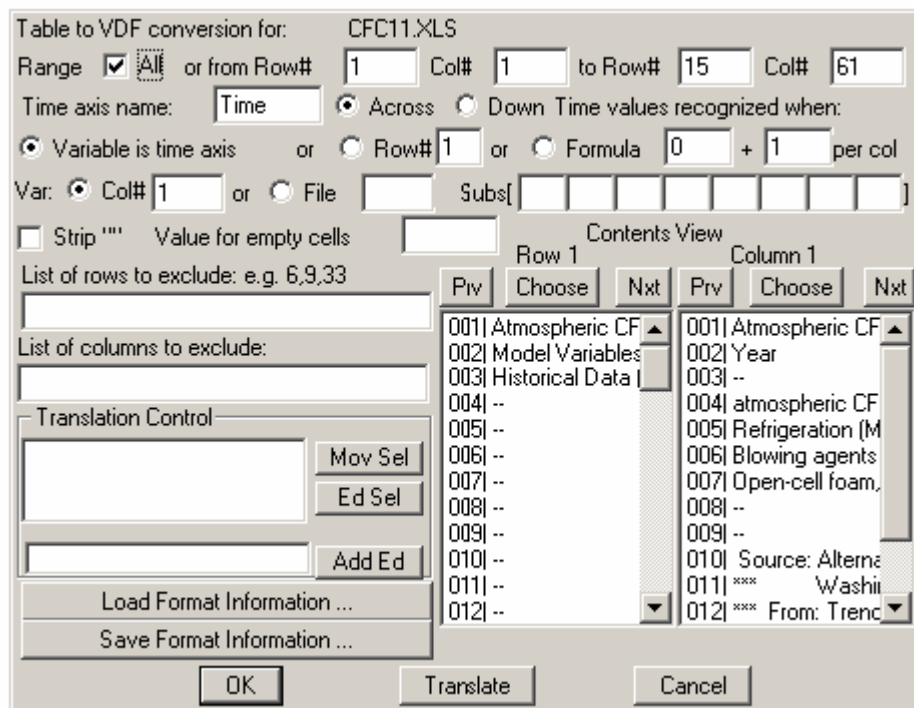 Table to VDF conversion for: CFC11.XLS
Range All or from Row# 1 Col# 1 to Row# 15 Col# 61
Time axis name: Time Across Down Time values recognized when:
Variable is time axis or Row# 1 or Formula 0 + 1 per col
Var: Col# 1 or File Subs[ ]
Strip "" Value for empty cells Contents View
Row 1 Column 1
List of rows to exclude: e.g. 6,9,33
Prv Choose Nxt Prv Choose Nxt
List of columns to exclude:
Translation Control
Mov Sel
Ed Sel
Add Ed
Load Format Information ...
Save Format Information ...
001| Atmospheric CF
002| Model Variables
003| Historical Data (
004| --
005| --
006| --
007| --
008| --
009| --
010| --
011| --
012| --
001| Atmospheric CF
002| Year
003| --
004| atmospheric CF
005| Refrigeration (M
006| Blowing agents
007| Open-cell foam,
008| --
009| --
010| Source: Alterna
011| *** Washi
012| *** From: Trenc
OK Translate Cancel